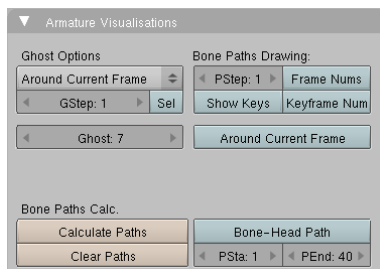 Armature Visualisations
Ghost Options Bone Paths Drawing:
Around Current Frame PStep: 1 Frame Nums
GStep: 1 Sel Show Keys Keyframe Num
Ghost: 7 Around Current Frame
Bone Paths Calc.
Calculate Paths Bone-Head Path
Clear Paths PSta: 1 PEnd: 40